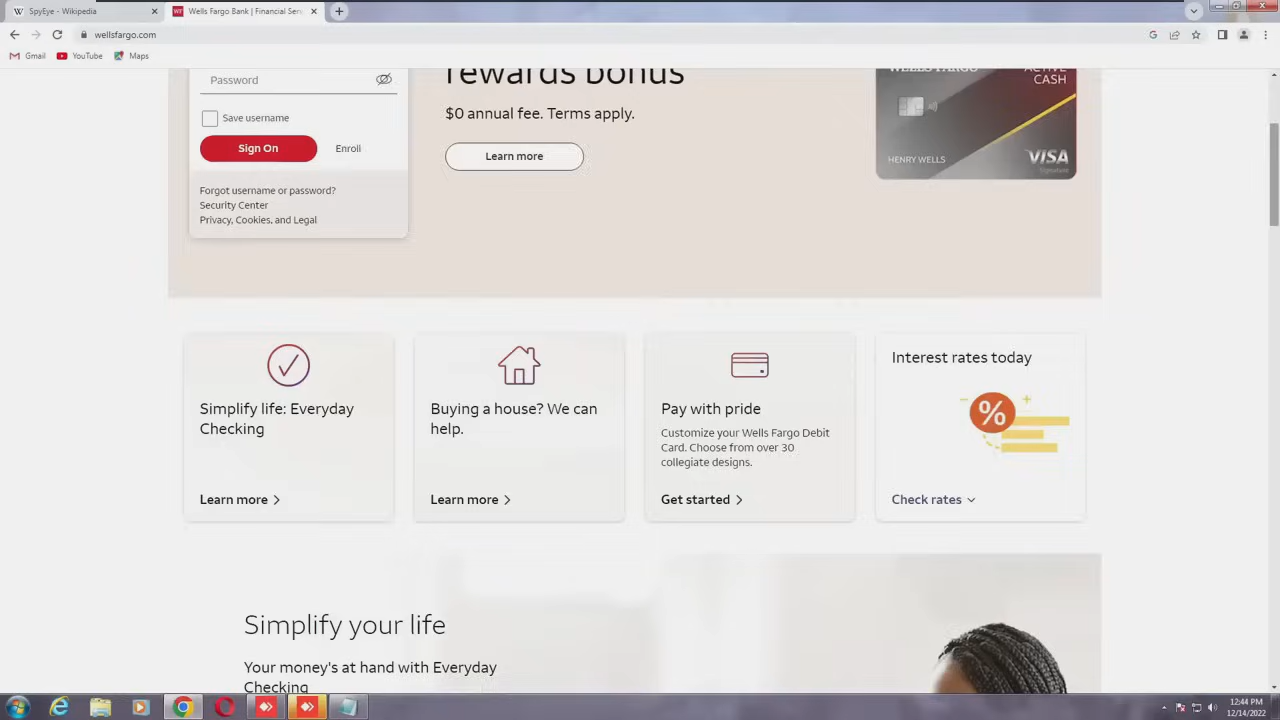 SpyEye - Wikipedia
Wells Fargo Bank | Financial Ser
wellsfargo.com
Gmail
YouTube
Maps
Password
rewards bonus
$0 annual fee. Terms apply.
Learn more
WELLS FARGO
ACTIVE
CASH
HENRY WELLS
VISA
Signature
Save username
Sign On
Enroll
Forgot username or password?
Security Center
Privacy, Cookies, and Legal
Simplify life: Everyday
Checking
Learn more
Buying a house? We can
help.
Learn more
Pay with pride
Customize your Wells Fargo Debit
Card. Choose from over 30
collegiate designs.
Get started
Interest rates today
%
Check rates
Simplify your life
Your money's at hand with Everyday
Checking
12:44 PM
12/14/2022